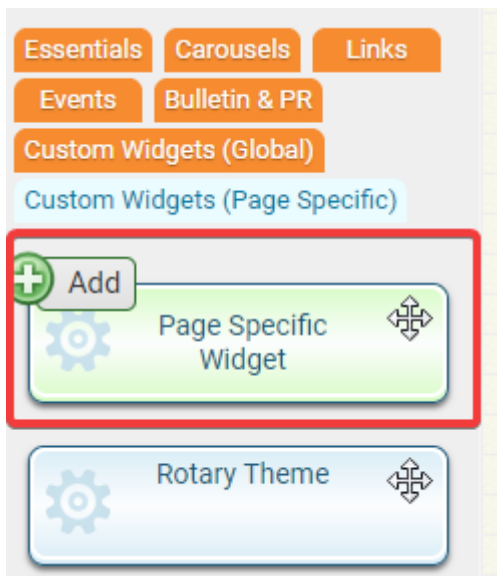 Essentials Carousels Links
Events Bulletin & PR
Custom Widgets (Global)
Custom Widgets (Page Specific)
Add
Page Specific
Widget
Rotary Theme